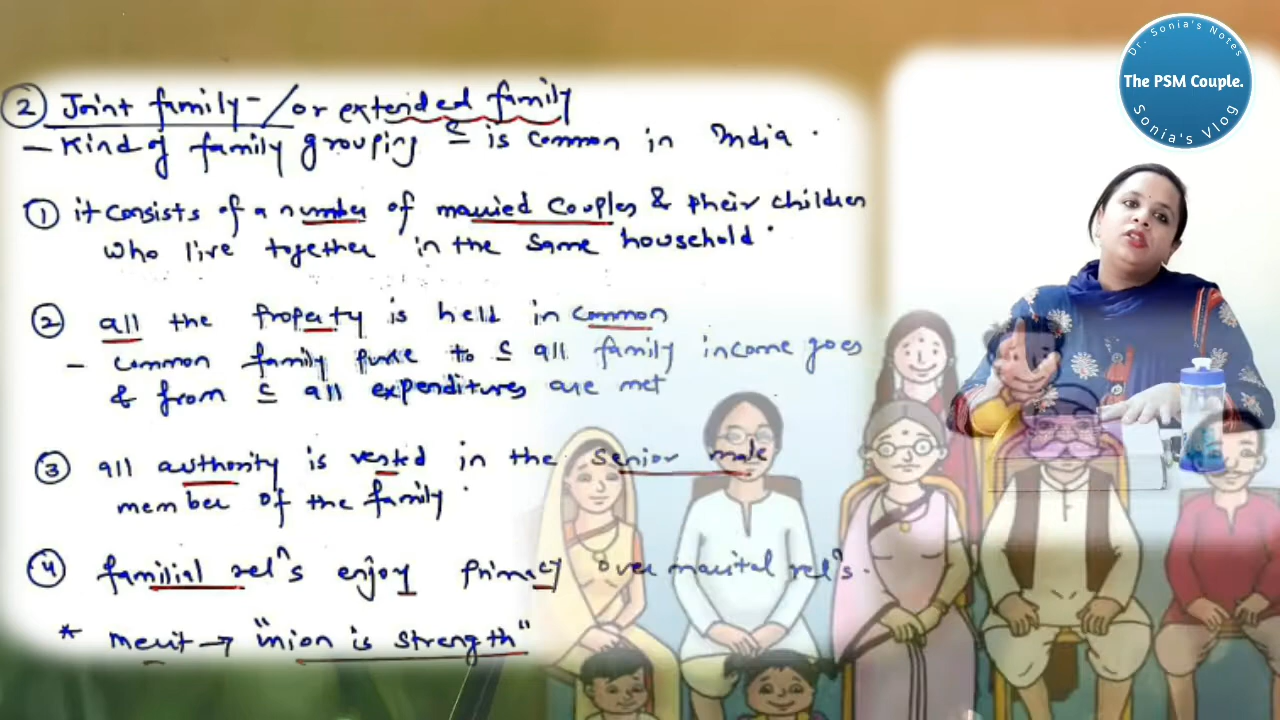 ② Joint family - / or extended family
- Kind of family grouping c̄ is common in India.
① it consists of a number of married couples & their children
who live together in the same household.
② all the property is held in common
- common family purse to c̄ all family income goes
& from c̄ all expenditures are met
③ all authority is vested in the senior male
member of the family.
④ familial relⁿs enjoy primacy over marital relⁿs.
* merit → "union is strength"
Dr. Sonia's Notes
The PSM Couple.
Sonia's Vlog